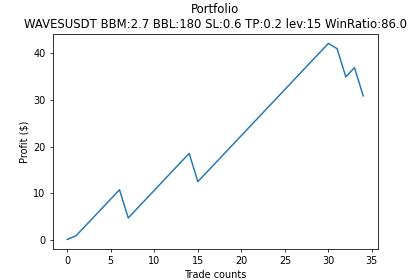 Portfolio
WAVESUSDT BBM:2.7 BBL:180 SL:0.6 TP:0.2 lev:15 WinRatio:86.0
40
30
20
10
0
Profit ($)
0 5 10 15 20 25 30 35
Trade counts